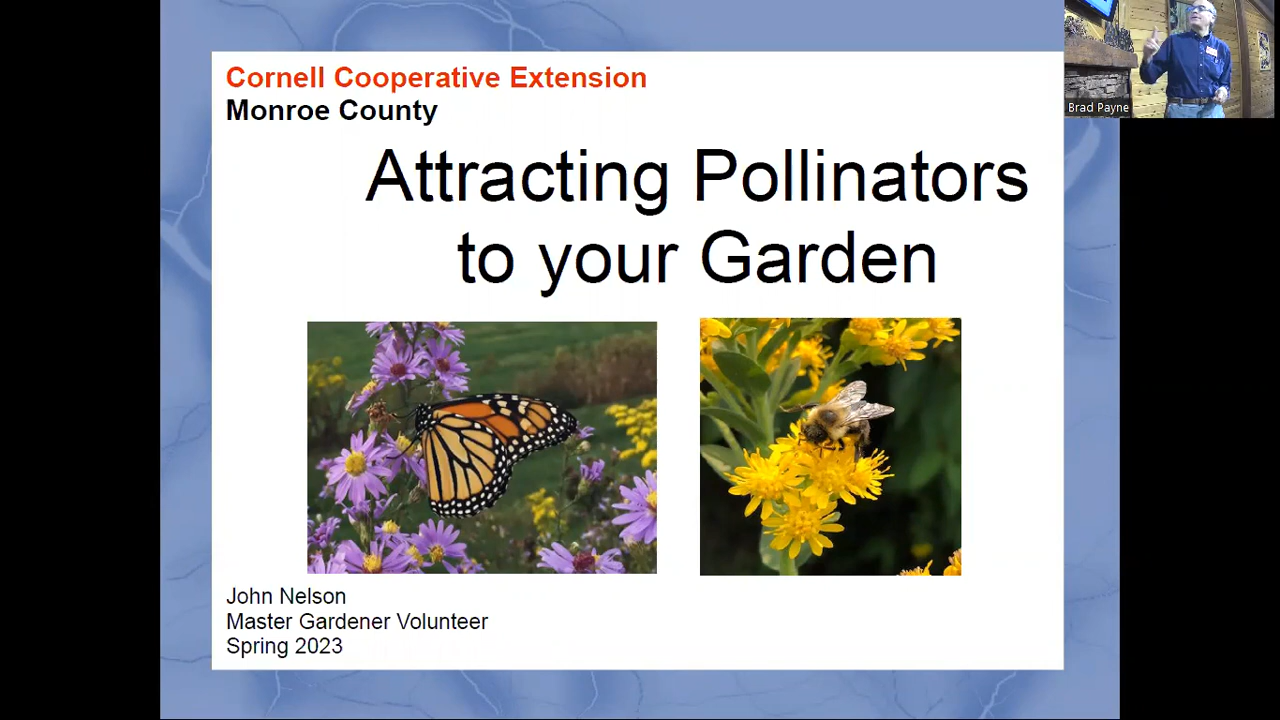 Cornell Cooperative Extension
Monroe County
Attracting Pollinators
to your Garden
John Nelson
Master Gardener Volunteer
Spring 2023
Brad Payne